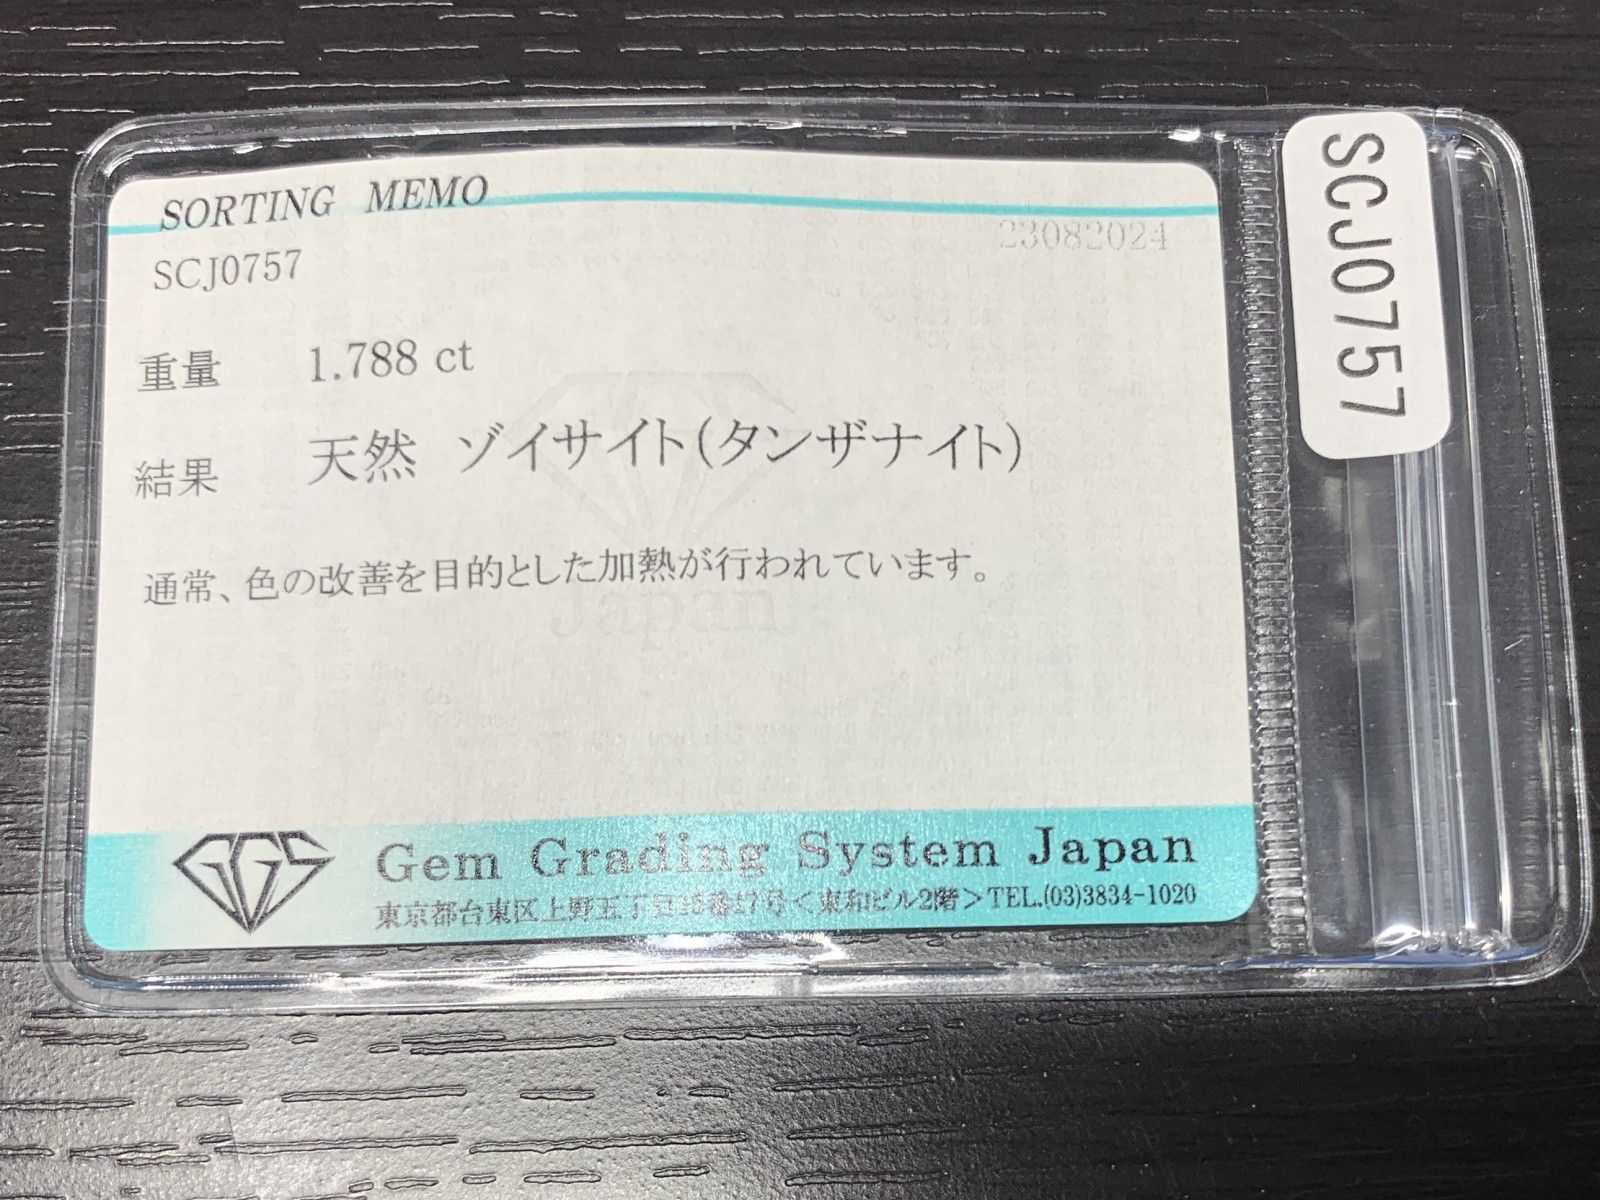 SORTING MEMO
23082024
SCJ0757
重量 1.788 ct
結果 天然 ゾイサイト(タンザナイト)
通常、色の改善を目的とした加熱が行われています。
Japan
GGS
Gem Grading System Japan
東京都台東区上野五丁目15番17号<東和ビル2階>TEL.(03)3834-1020
SCJ0757